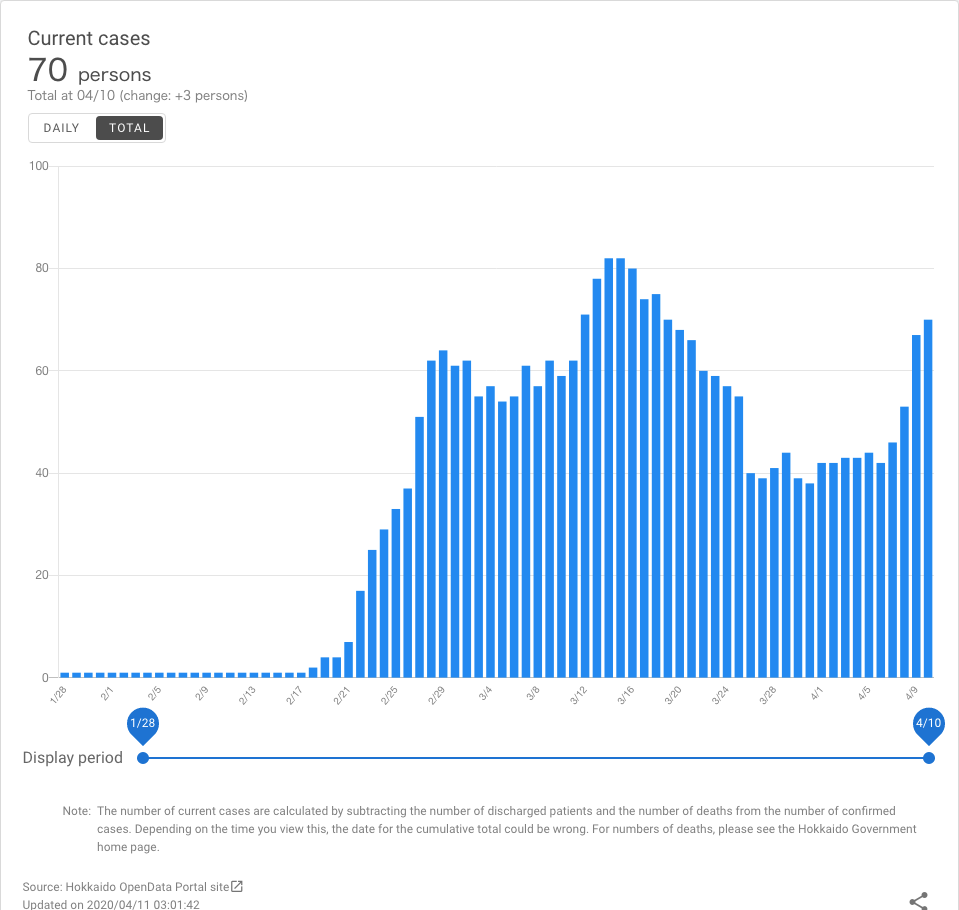 Current cases
70 persons
Total at 04/10 (change: +3 persons)
DAILY TOTAL
100
80
60
40
20
0
1/28 2/1 2/5 2/9 2/13 2/17 2/21 2/25 2/29 3/4 3/8 3/12 3/16 3/20 3/24 3/28 4/1 4/5 4/9
1/28 4/10
Display period
Note: The number of current cases are calculated by subtracting the number of discharged patients and the number of deaths from the number of confirmed
cases. Depending on the time you view this, the date for the cumulative total could be wrong. For numbers of deaths, please see the Hokkaido Government
home page.
Source: Hokkaido OpenData Portal site
Updated on 2020/04/11 03:01:42